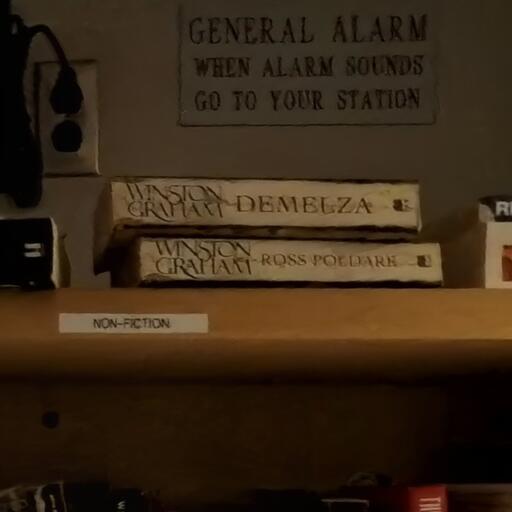 GENERAL ALARM
WHEN ALARM SOUNDS
GO TO YOUR STATION
WINSTON
GRAHAM DEMELZA
WINSTON
GRAHAM ROSS POLDARK
NON-FICTION